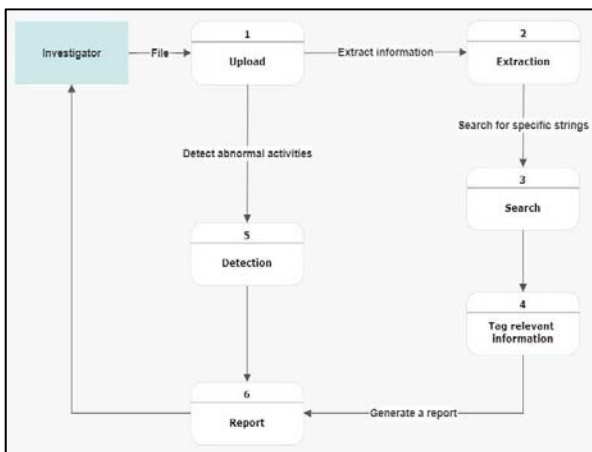 1
2
Investigator
File
Upload
Extract information
Extraction
Search for specific strings
Detect abnormal activities
3
Search
5
Detection
4
Tag relevant
information
6
Report
Generate a report